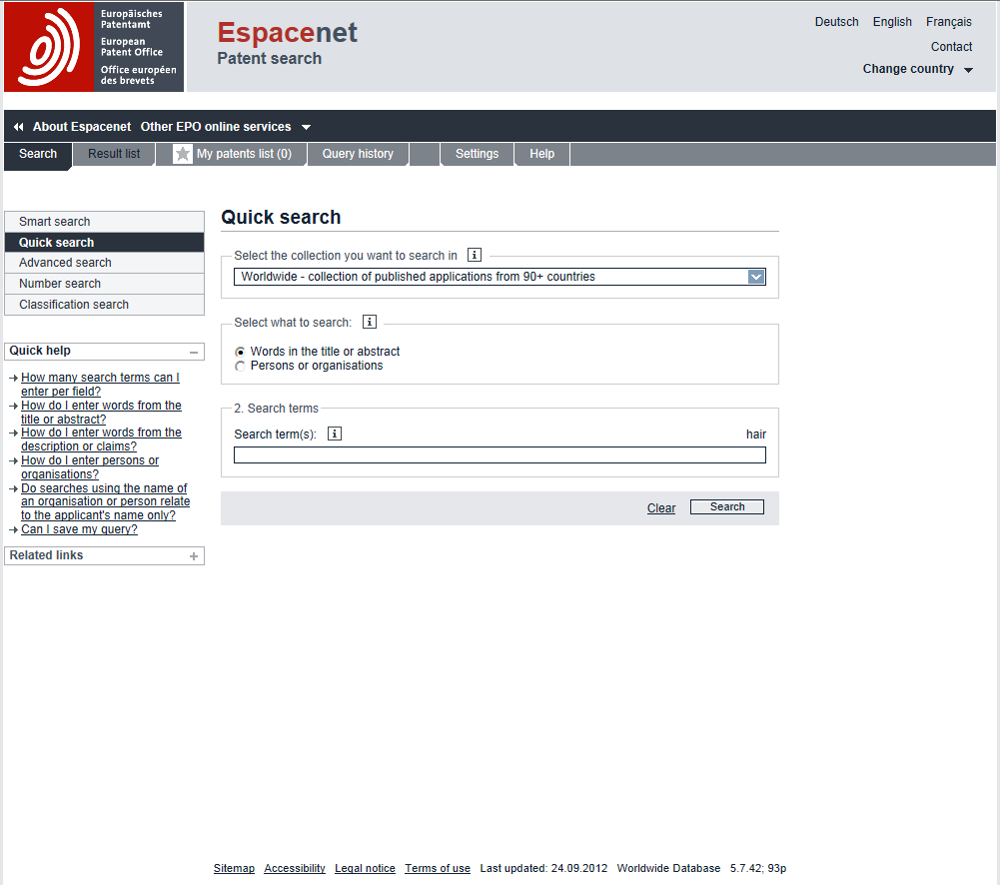 Europäisches
Patentamt
European
Patent Office
Office européen
des brevets
Espacenet
Patent search
Deutsch English Français
Contact
Change country
About Espacenet Other EPO online services
Search Result list My patents list (0) Query history Settings Help
Smart search
Quick search
Advanced search
Number search
Classification search
Quick help
How many search terms can I
enter per field?
How do I enter words from the
title or abstract?
How do I enter words from the
description or claims?
How do I enter persons or
organisations?
Do searches using the name of
an organisation or person relate
to the applicant's name only?
Can I save my query?
Related links
Quick search
Select the collection you want to search in i
Worldwide - collection of published applications from 90+ countries
Select what to search: i
Words in the title or abstract
Persons or organisations
2. Search terms
Search term(s): i hair
Clear Search
Sitemap Accessibility Legal notice Terms of use Last updated: 24.09.2012 Worldwide Database 5.7.42; 93p